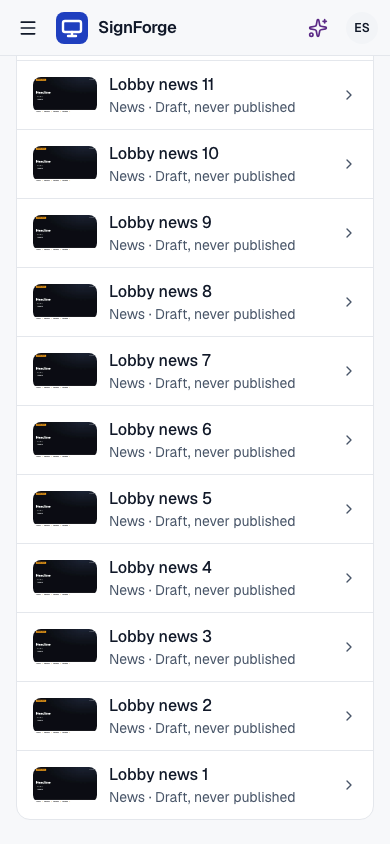 SignForge
ES
Lobby news 11
News · Draft, never published
Lobby news 10
News · Draft, never published
Lobby news 9
News · Draft, never published
Lobby news 8
News · Draft, never published
Lobby news 7
News · Draft, never published
Lobby news 6
News · Draft, never published
Lobby news 5
News · Draft, never published
Lobby news 4
News · Draft, never published
Lobby news 3
News · Draft, never published
Lobby news 2
News · Draft, never published
Lobby news 1
News · Draft, never published